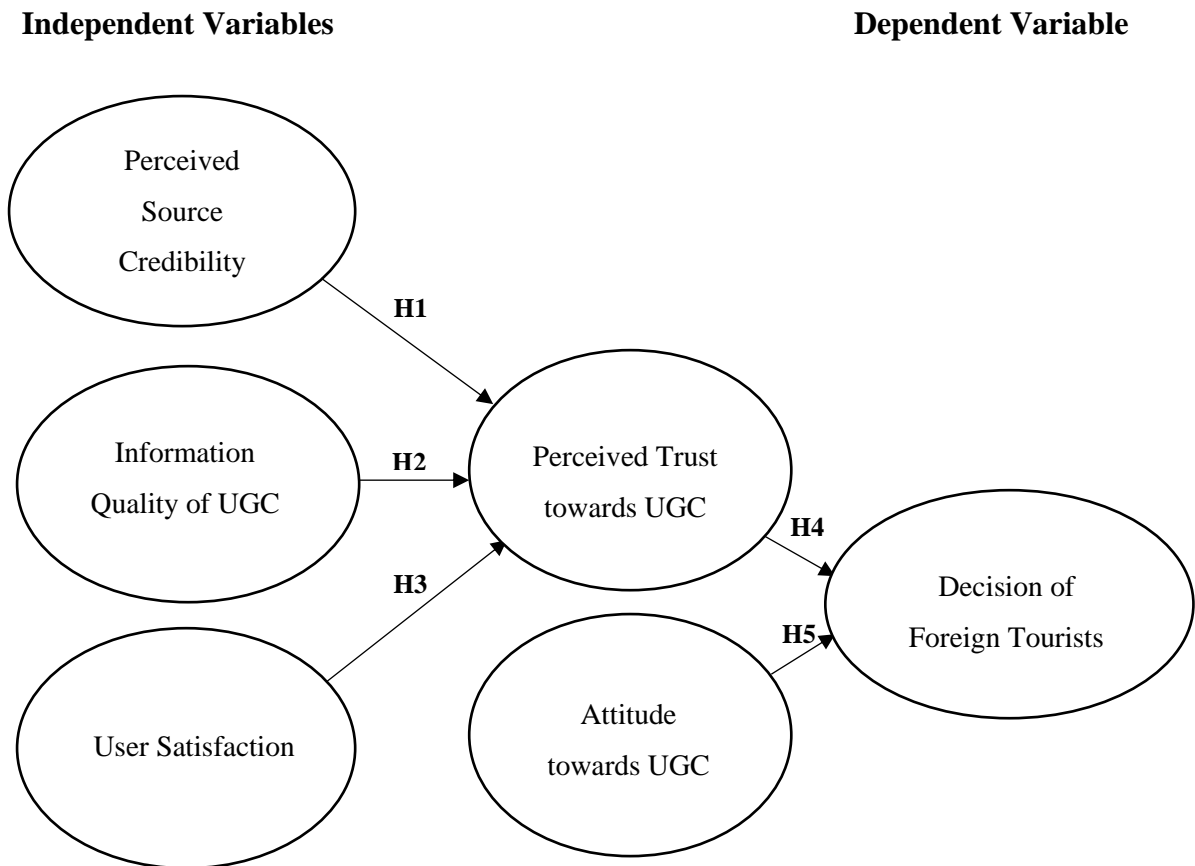 Independent Variables
Dependent Variable
Perceived
Source
Credibility
H1
Information
Quality of UGC
H2
Perceived Trust
towards UGC
H3
H4
User Satisfaction
Attitude
towards UGC
H5
Decision of
Foreign Tourists